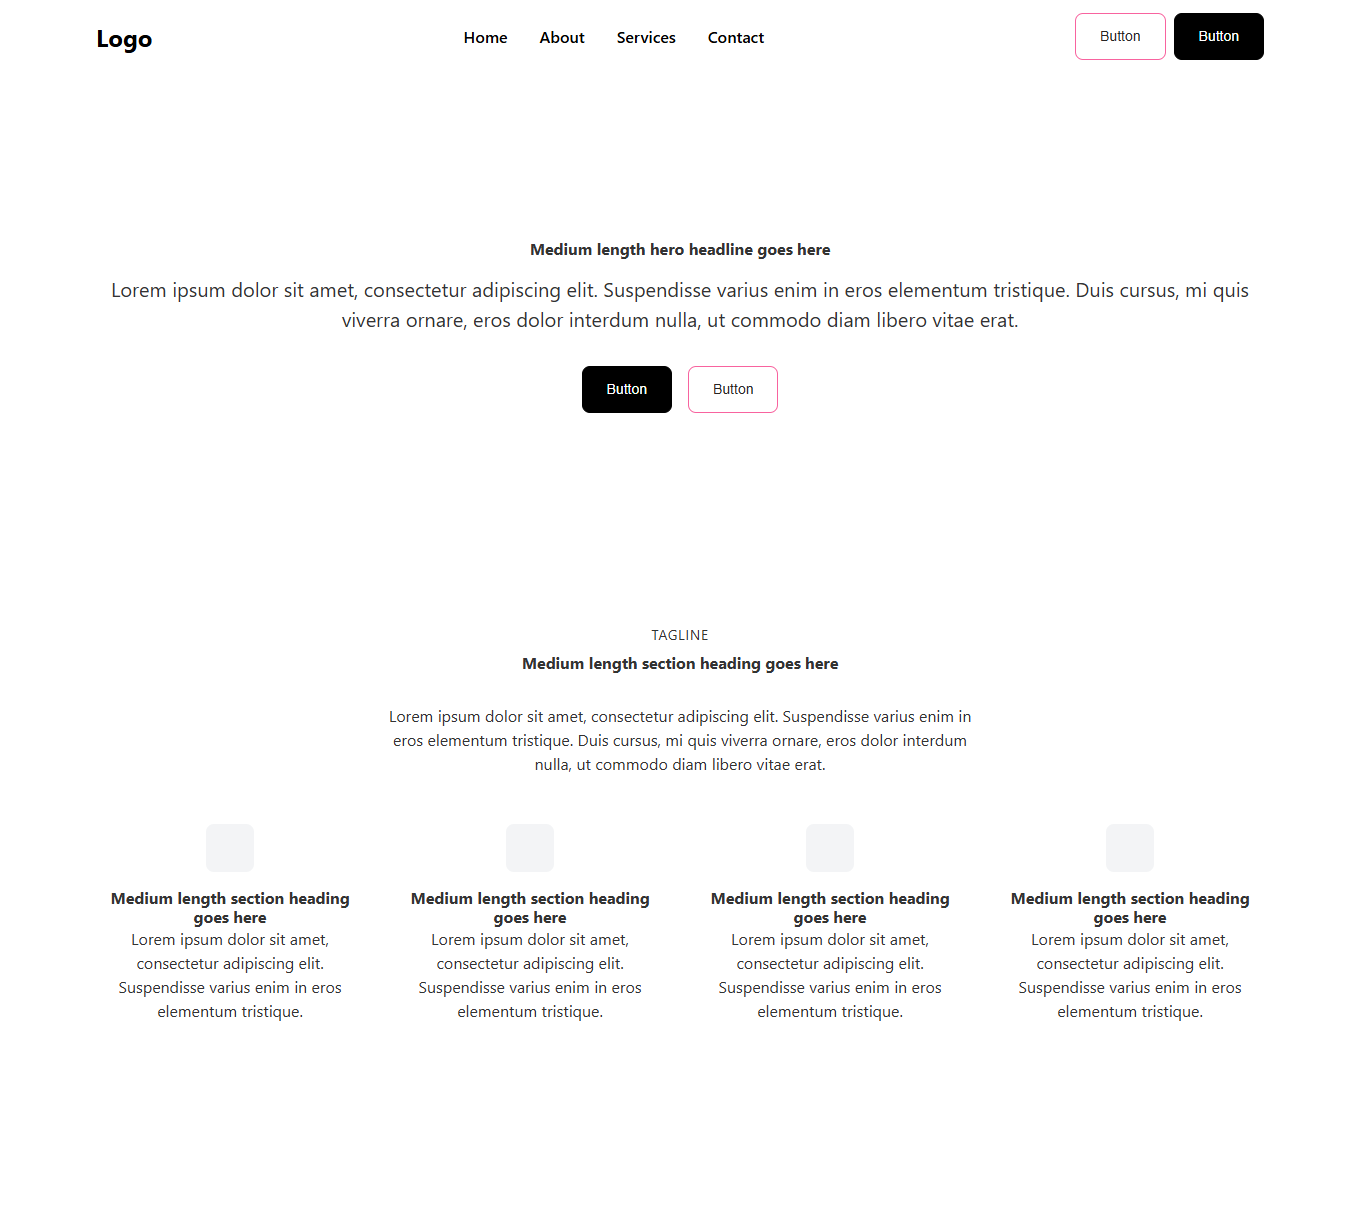 Logo
Home About Services Contact
Button Button
Medium length hero headline goes here
Lorem ipsum dolor sit amet, consectetur adipiscing elit. Suspendisse varius enim in eros elementum tristique. Duis cursus, mi quis
viverra ornare, eros dolor interdum nulla, ut commodo diam libero vitae erat.
Button Button
TAGLINE
Medium length section heading goes here
Lorem ipsum dolor sit amet, consectetur adipiscing elit. Suspendisse varius enim in
eros elementum tristique. Duis cursus, mi quis viverra ornare, eros dolor interdum
nulla, ut commodo diam libero vitae erat.
Medium length section heading
goes here
Lorem ipsum dolor sit amet,
consectetur adipiscing elit.
Suspendisse varius enim in eros
elementum tristique.
Medium length section heading
goes here
Lorem ipsum dolor sit amet,
consectetur adipiscing elit.
Suspendisse varius enim in eros
elementum tristique.
Medium length section heading
goes here
Lorem ipsum dolor sit amet,
consectetur adipiscing elit.
Suspendisse varius enim in eros
elementum tristique.
Medium length section heading
goes here
Lorem ipsum dolor sit amet,
consectetur adipiscing elit.
Suspendisse varius enim in eros
elementum tristique.